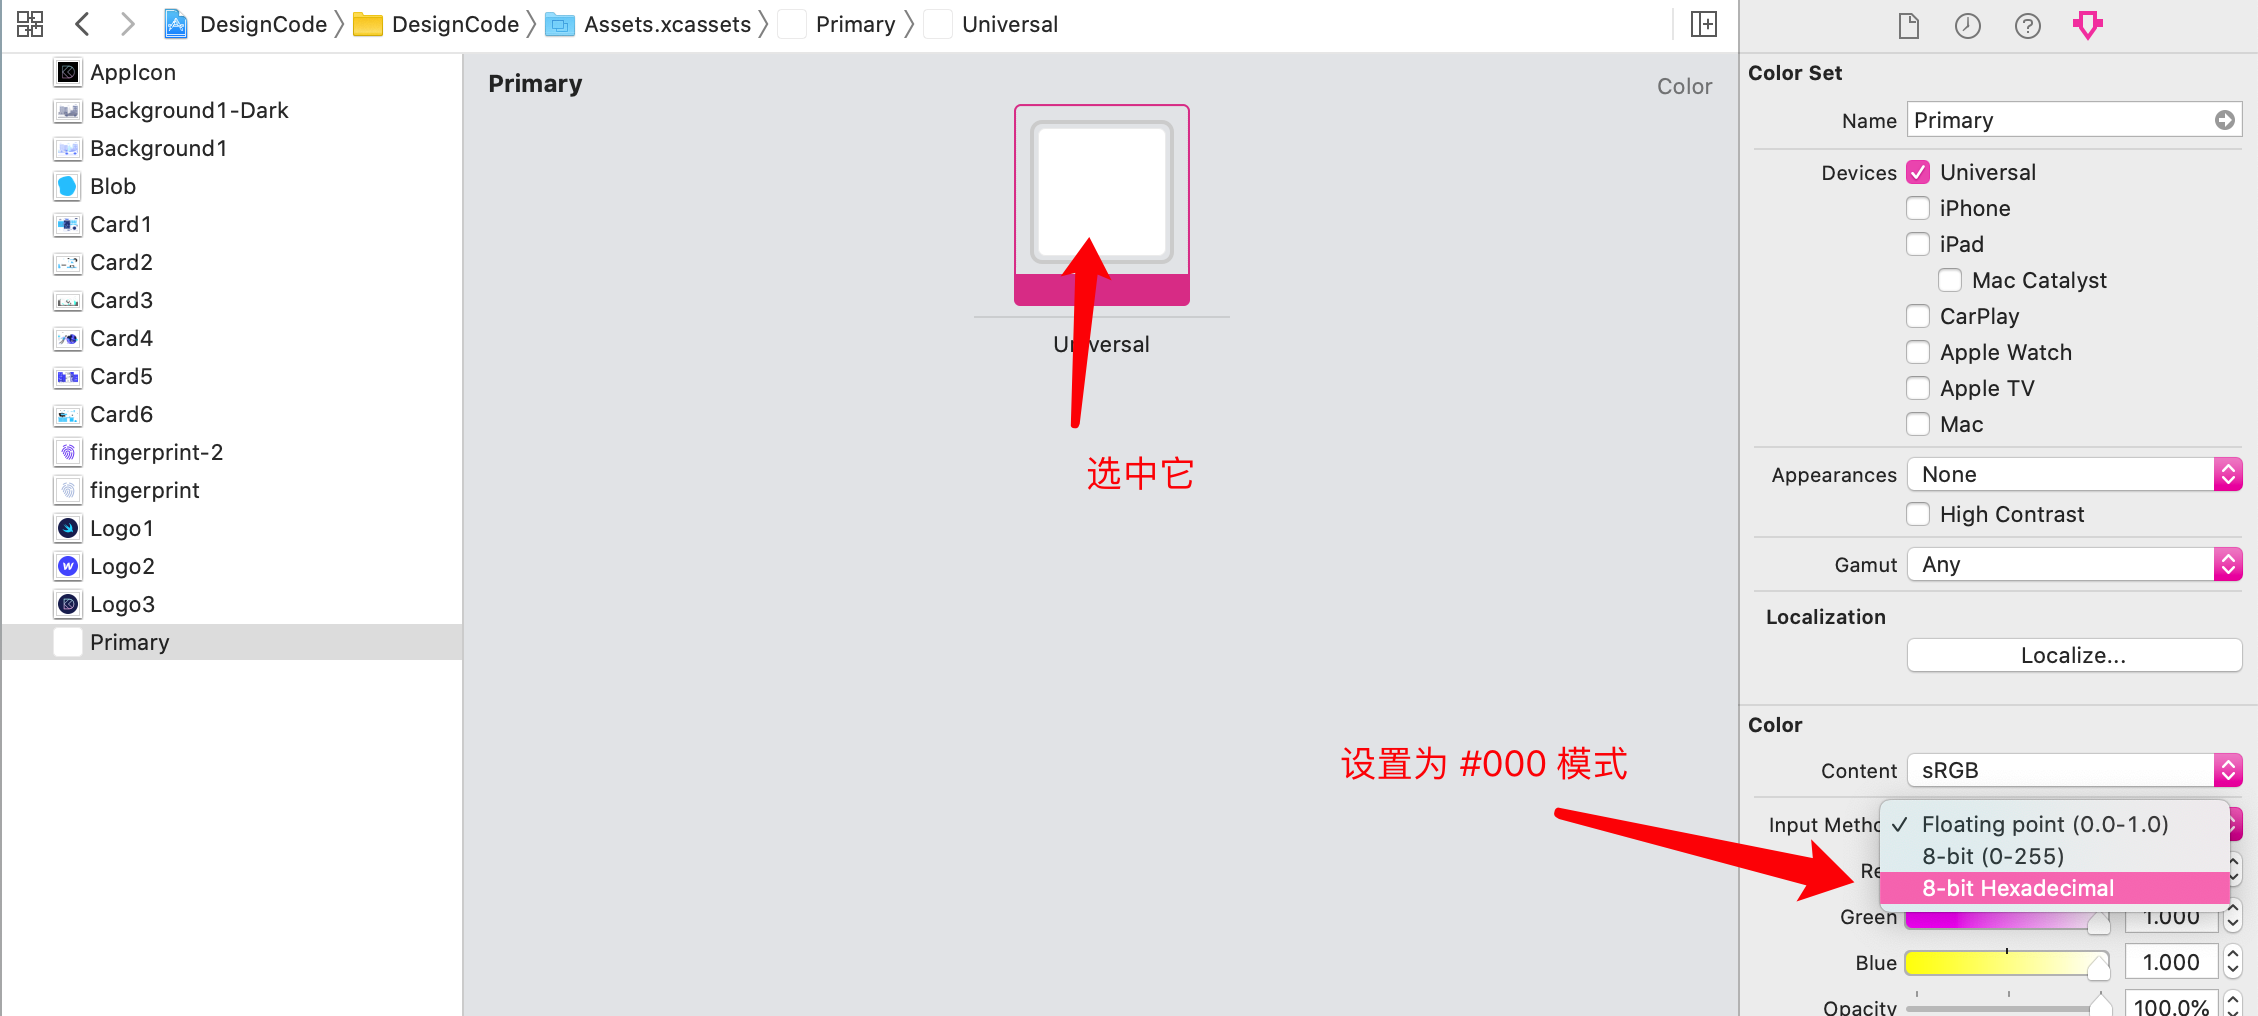 DesignCode
DesignCode
Assets.xcassets
Primary
Universal
AppIcon
Background1-Dark
Background1
Blob
Card1
Card2
Card3
Card4
Card5
Card6
fingerprint-2
fingerprint
Logo1
Logo2
Logo3
Primary
Primary
Color
Universal
选中它
设置为 #000 模式
Color Set
Name Primary
Devices Universal
iPhone
iPad
Mac Catalyst
CarPlay
Apple Watch
Apple TV
Mac
Appearances None
High Contrast
Gamut Any
Localization
Localize...
Color
Content sRGB
Input Metho
Floating point (0.0-1.0)
8-bit (0-255)
Re
8-bit Hexadecimal
Green 1.000
Blue 1.000
Opacity 100.0%